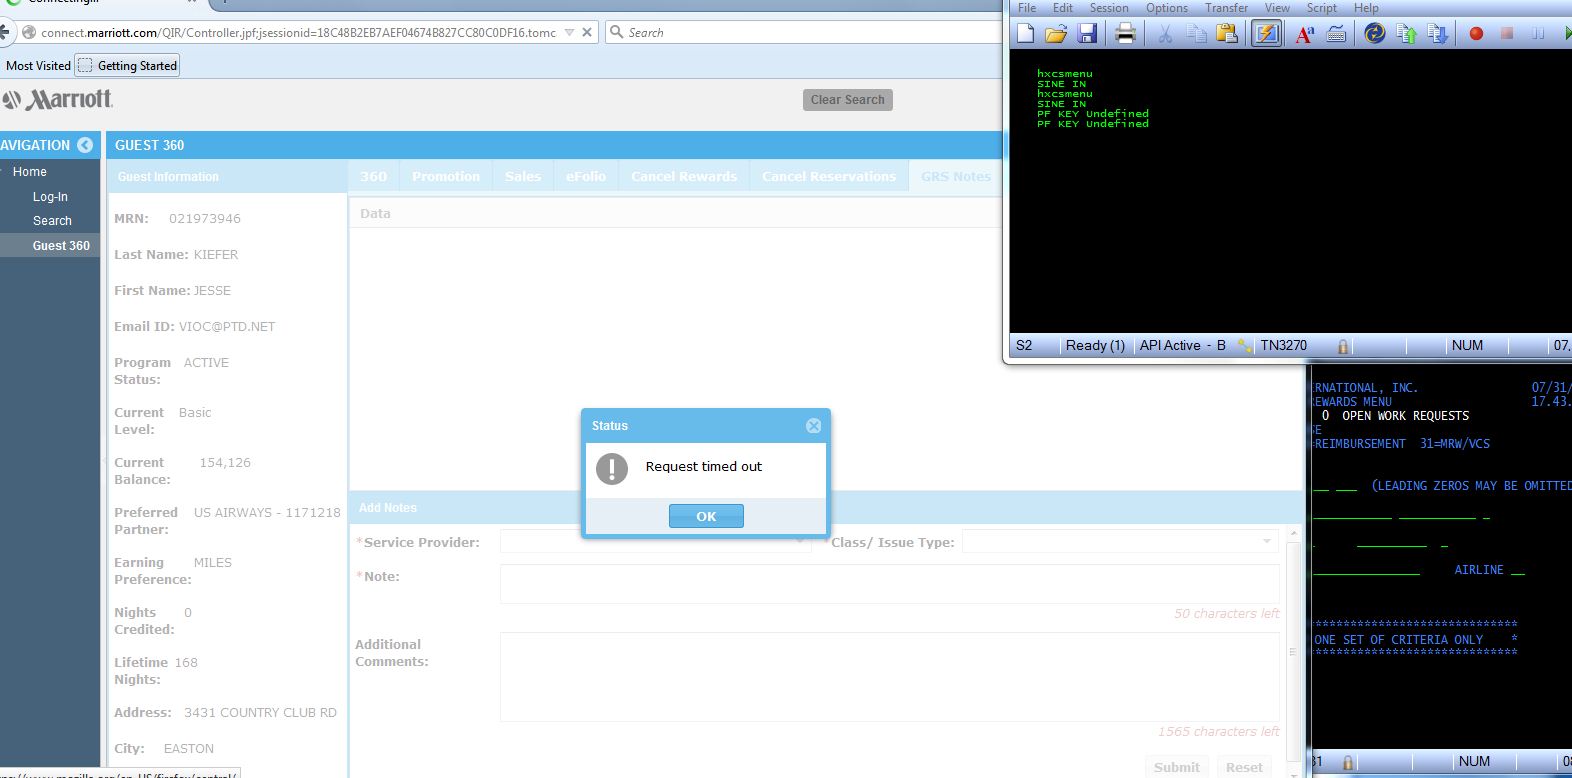 Connecting...
connect.marriott.com/QIR/Controller.jpf;jsessionid=18C48B2EB7AEF04674B827CC80C0DF16.tomc
Search
Most Visited Getting Started
Marriott
Clear Search
AVIGATION
Home
Log-In
Search
Guest 360
GUEST 360
Guest Information
MRN: 021973946
Last Name: KIEFER
First Name: JESSE
Email ID: VIOC@PTD.NET
Program Status: ACTIVE
Current Level: Basic
Current Balance: 154,126
Preferred Partner: US AIRWAYS - 1171218
Earning Preference: MILES
Nights Credited: 0
Lifetime Nights: 168
Address: 3431 COUNTRY CLUB RD
City: EASTON
360 Promotion Sales eFolio Cancel Rewards Cancel Reservations GRS Notes
Data
Status
Request timed out
OK
Add Notes
*Service Provider: *Class/ Issue Type:
*Note:
50 characters left
Additional Comments:
1565 characters left
Submit Reset
File Edit Session Options Transfer View Script Help
hxcsmenu
SINE IN
hxcsmenu
SINE IN
PF KEY Undefined
PF KEY Undefined
S2 Ready (1) API Active - B TN3270 NUM 07.
ERNATIONAL, INC. 07/31/
EWARDS MENU 17.43.
0 OPEN WORK REQUESTS
SE
=REIMBURSEMENT 31=MRW/VCS
(LEADING ZEROS MAY BE OMITTED
AIRLINE __
*****************************
ONE SET OF CRITERIA ONLY *
*****************************
31 NUM 08